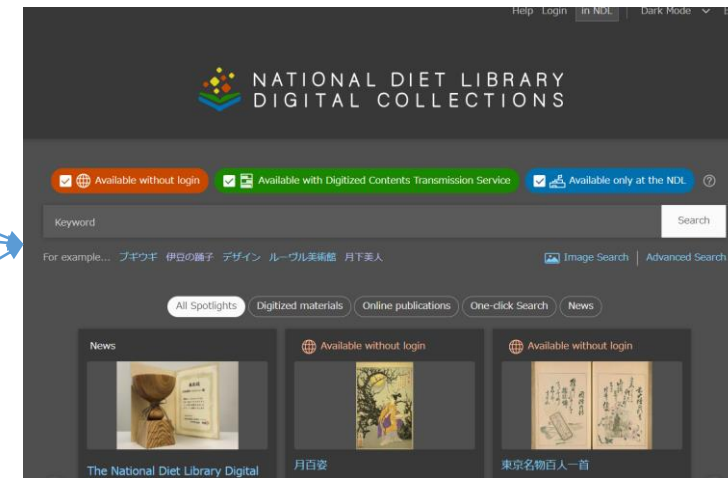 Help Login in NDL Dark Mode
NATIONAL DIET LIBRARY
DIGITAL COLLECTIONS
Available without login Available with Digitized Contents Transmission Service Available only at the NDL
Keyword Search
For example... ブギウギ 伊豆の踊子 デザイン ルーヴル美術館 月下美人 Image Search Advanced Search
All Spotlights Digitized materials Online publications One-click Search News
News Available without login Available without login
The National Diet Library Digital 月百姿 東京名物百人一首